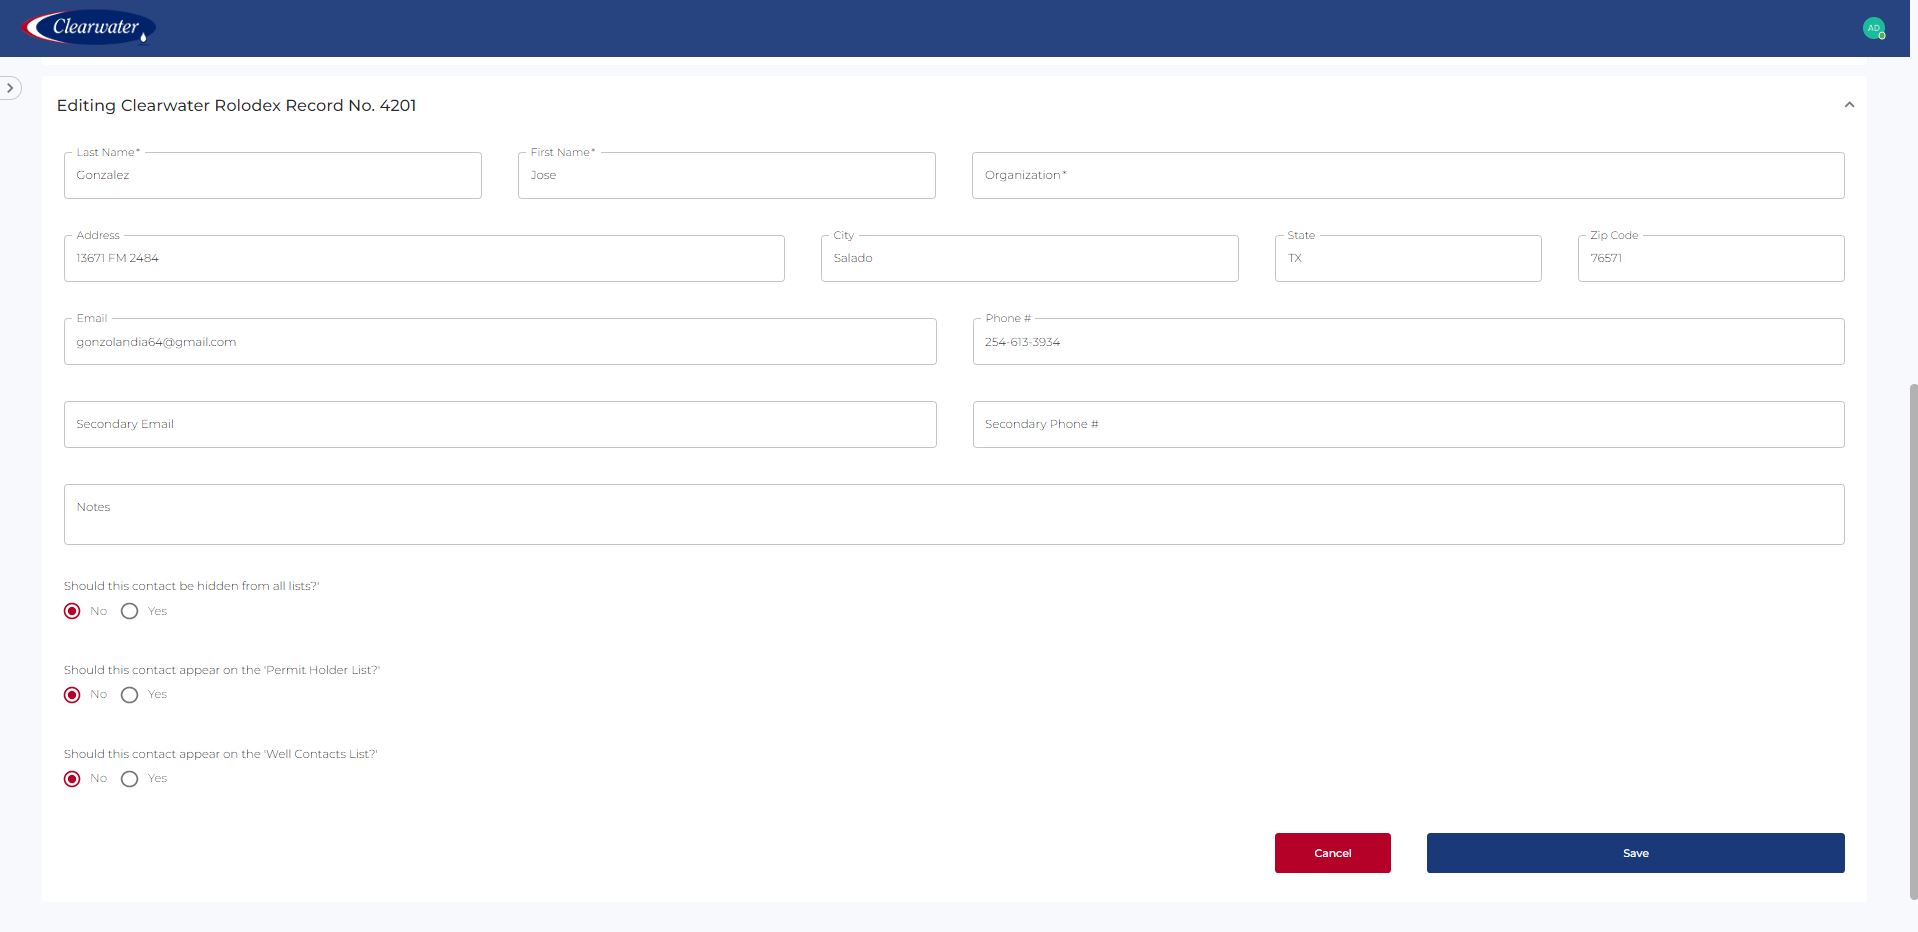 Clearwater
AD
Editing Clearwater Rolodex Record No. 4201
Last Name*
Gonzalez
First Name*
Jose
Organization*
Address
13671 FM 2484
City
Salado
State
TX
Zip Code
76571
Email
gonzolandia64@gmail.com
Phone #
254-613-3934
Secondary Email
Secondary Phone #
Notes
Should this contact be hidden from all lists?'
No Yes
Should this contact appear on the 'Permit Holder List?'
No Yes
Should this contact appear on the 'Well Contacts List?'
No Yes
Cancel
Save